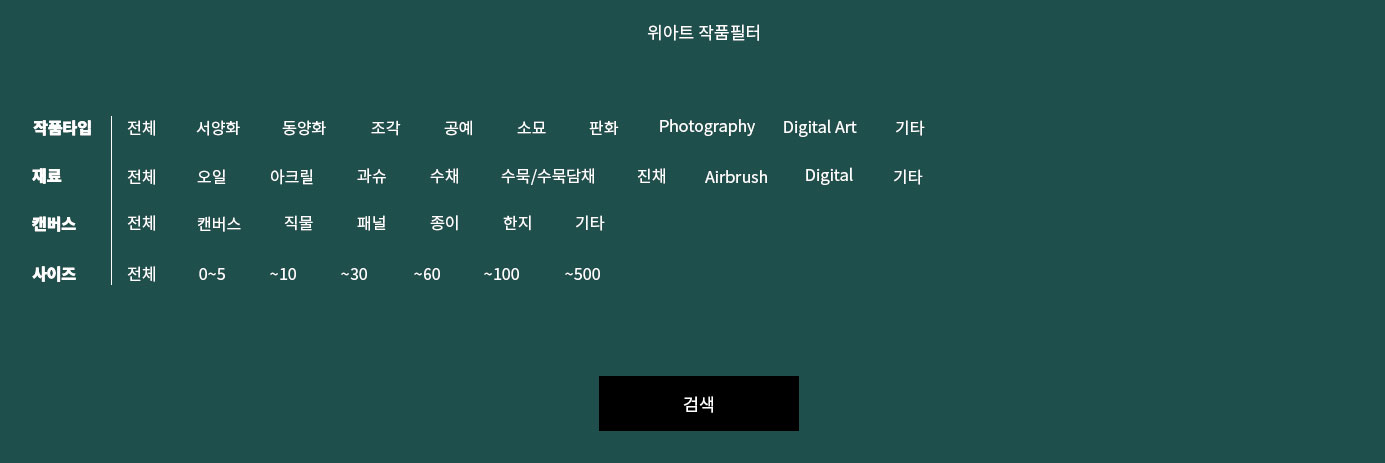 위아트 작품필터
작품타입 전체 서양화 동양화 조각 공예 소묘 판화 Photography Digital Art 기타
재료 전체 오일 아크릴 과슈 수채 수묵/수묵담채 진채 Airbrush Digital 기타
캔버스 전체 캔버스 직물 패널 종이 한지 기타
사이즈 전체 0~5 ~10 ~30 ~60 ~100 ~500
검색